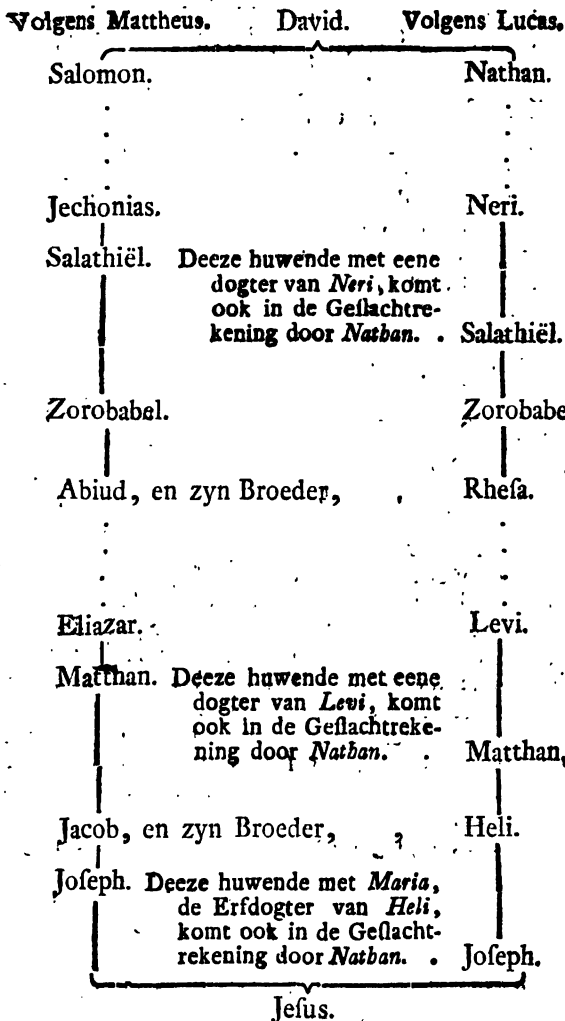 Volgens Mattheus. David. Volgens Lucas.
Salomon. Nathan.
Jechonias. Neri.
Salathiël. Deeze huwende met eene
dogter van Neri, komt
ook in de Geſlachtre-
kening door Nathan. . Salathiël.
Zorobabel. Zorobabe
Abiud, en zyn Broeder, , Rheſa.
Eliazar. Levi.
Matthan. Deeze huwende met eene
dogter van Levi, komt
ook in de Geſlachtreke-
ning door Nathan. . Matthan,
Jacob, en zyn Broeder, , Heli.
Joſeph. Deeze huwende met Maria,
de Erfdogter van Heli,
komt ook in de Geſlacht-
rekening door Nathan. . Joſeph.
Jeſus.